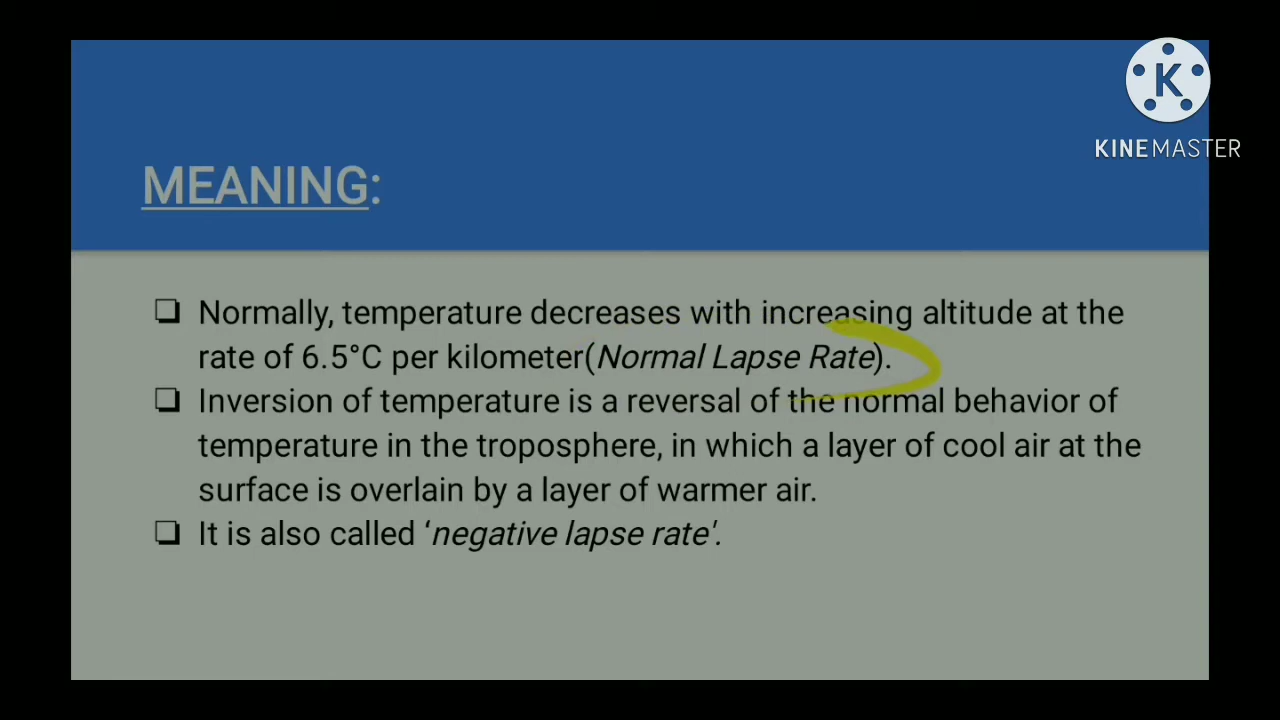 K
KINEMASTER
MEANING:
❏ Normally, temperature decreases with increasing altitude at the
rate of 6.5°C per kilometer(Normal Lapse Rate).
❏ Inversion of temperature is a reversal of the normal behavior of
temperature in the troposphere, in which a layer of cool air at the
surface is overlain by a layer of warmer air.
❏ It is also called ‘negative lapse rate'.